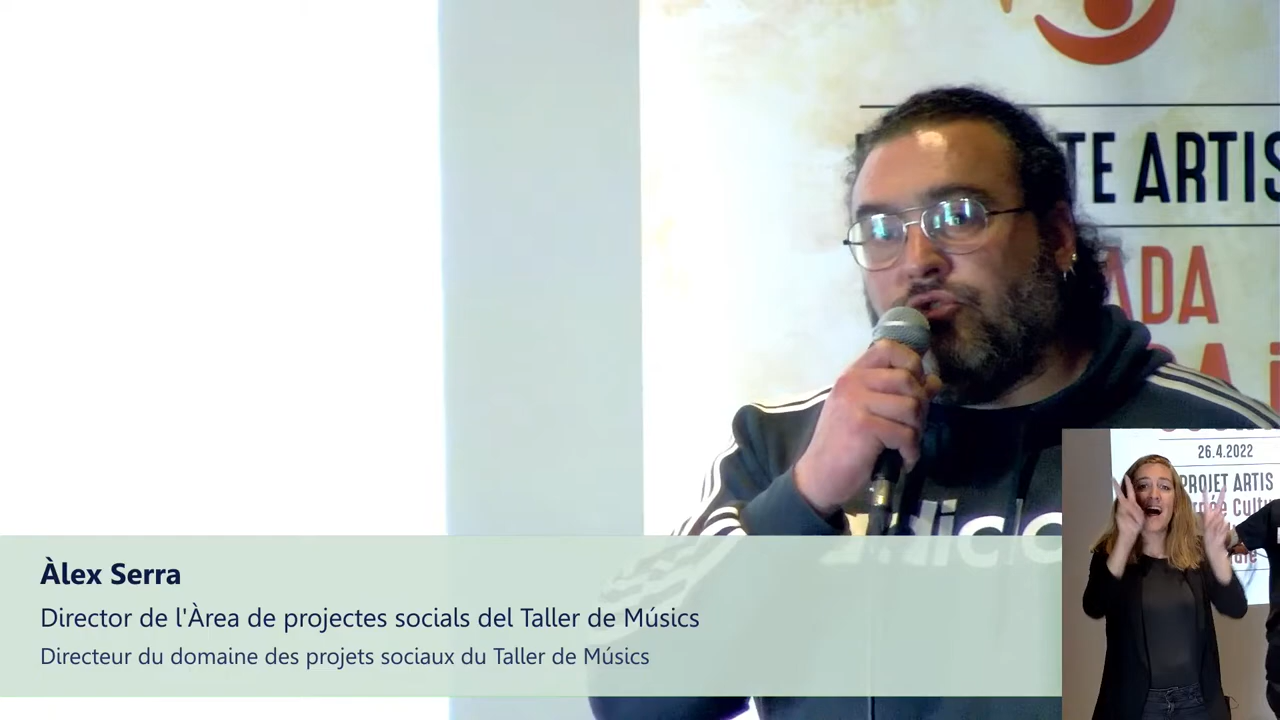 TE ARTIS
ADA
Àlex Serra
Director de l'Àrea de projectes socials del Taller de Músics
Directeur du domaine des projets sociaux du Taller de Músics
26.4.2022
PROJET ARTIS